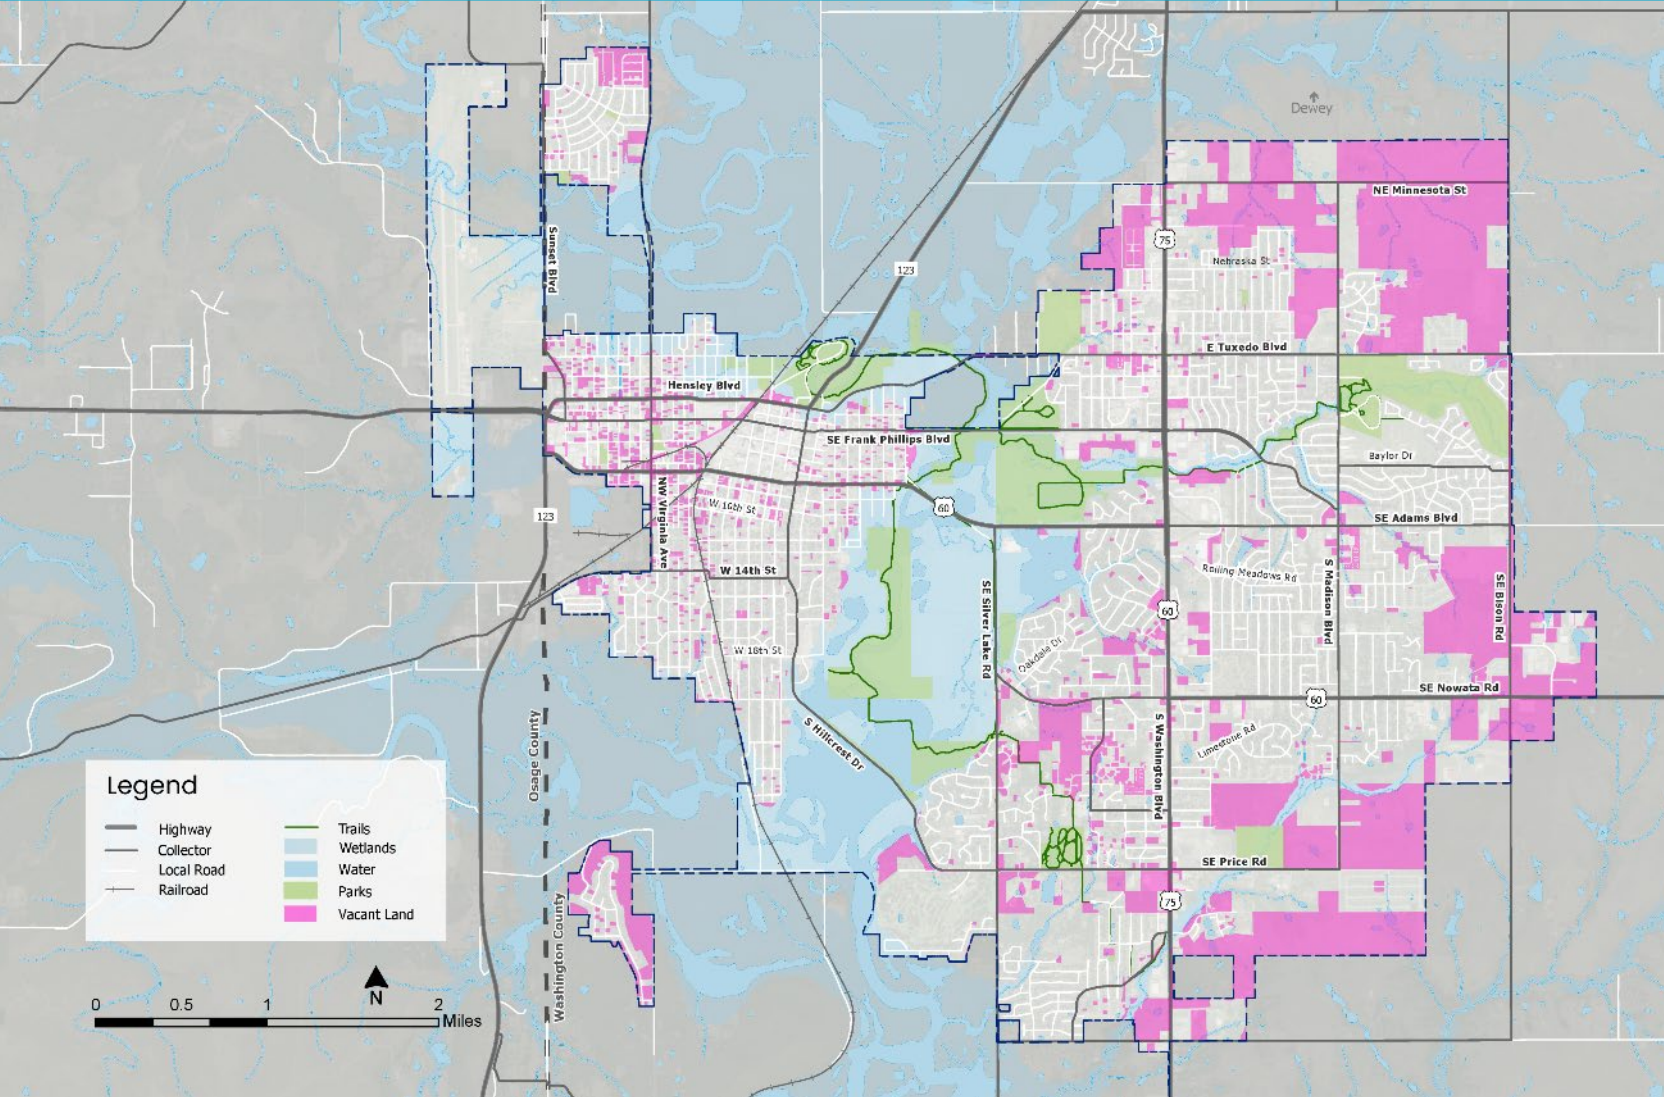 Dewey
NE Minnesota St
75
Sunset Blvd
Nebraska St
123
E Tuxedo Blvd
Hensley Blvd
SE Frank Phillips Blvd
Baylor Dr
NW Virginia Ave
W 10th St
60
123
SE Adams Blvd
W 14th St
Rolling Meadows Rd
S Madison Blvd
SE Bison Rd
SE Silver Lake Rd
60
W 18th St
Oakdale Dr
SE Nowata Rd
60
Osage County
S Hillcrest Dr
S Washington Blvd
Limestone Rd
Legend
Highway
Collector
Local Road
Railroad
Trails
Wetlands
Water
Parks
Vacant Land
SE Price Rd
75
Washington County
N
0 0.5 1 2
Miles